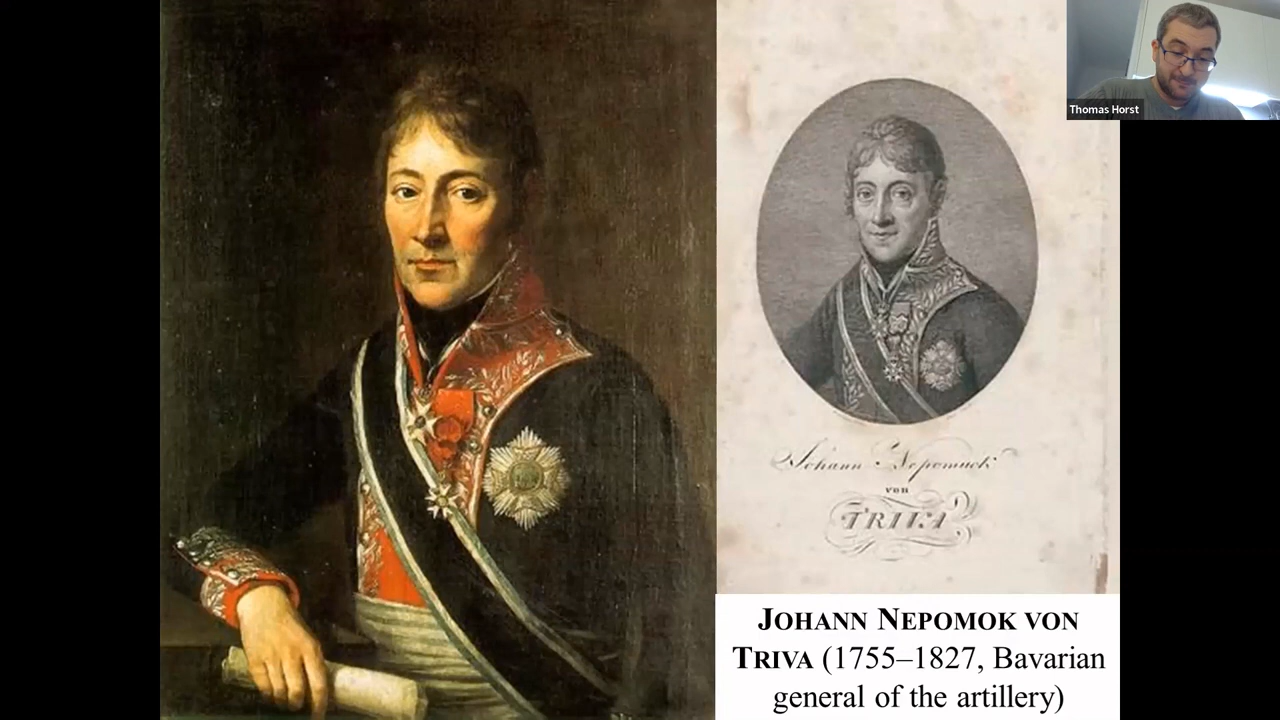 Thomas Horst
Johann Nepomuck
von
TRIVA
JOHANN NEPOMOK VON
TRIVA (1755–1827, Bavarian
general of the artillery)